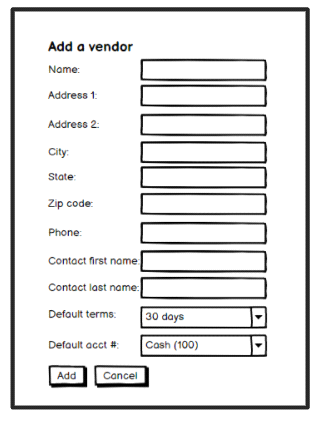 Add a vendor
Name:
Address 1:
Address 2:
City:
State:
Zip code:
Phone:
Contact first name:
Contact last name:
Default terms: 30 days
Default acct #: Cash (100)
Add Cancel